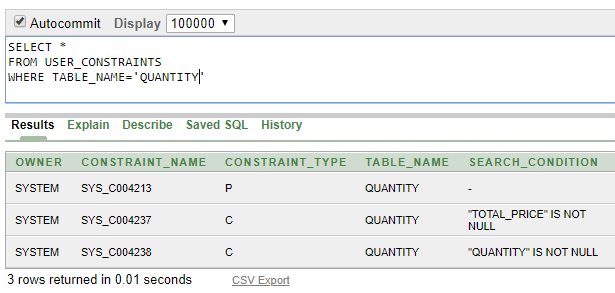 Autocommit Display 100000
SELECT *
FROM USER_CONSTRAINTS
WHERE TABLE_NAME='QUANTITY'
Results Explain Describe Saved SQL History
OWNER CONSTRAINT_NAME CONSTRAINT_TYPE TABLE_NAME SEARCH_CONDITION
SYSTEM SYS_C004213 P QUANTITY -
SYSTEM SYS_C004237 C QUANTITY "TOTAL_PRICE" IS NOT
NULL
SYSTEM SYS_C004238 C QUANTITY "QUANTITY" IS NOT NULL
3 rows returned in 0.01 seconds CSV Export